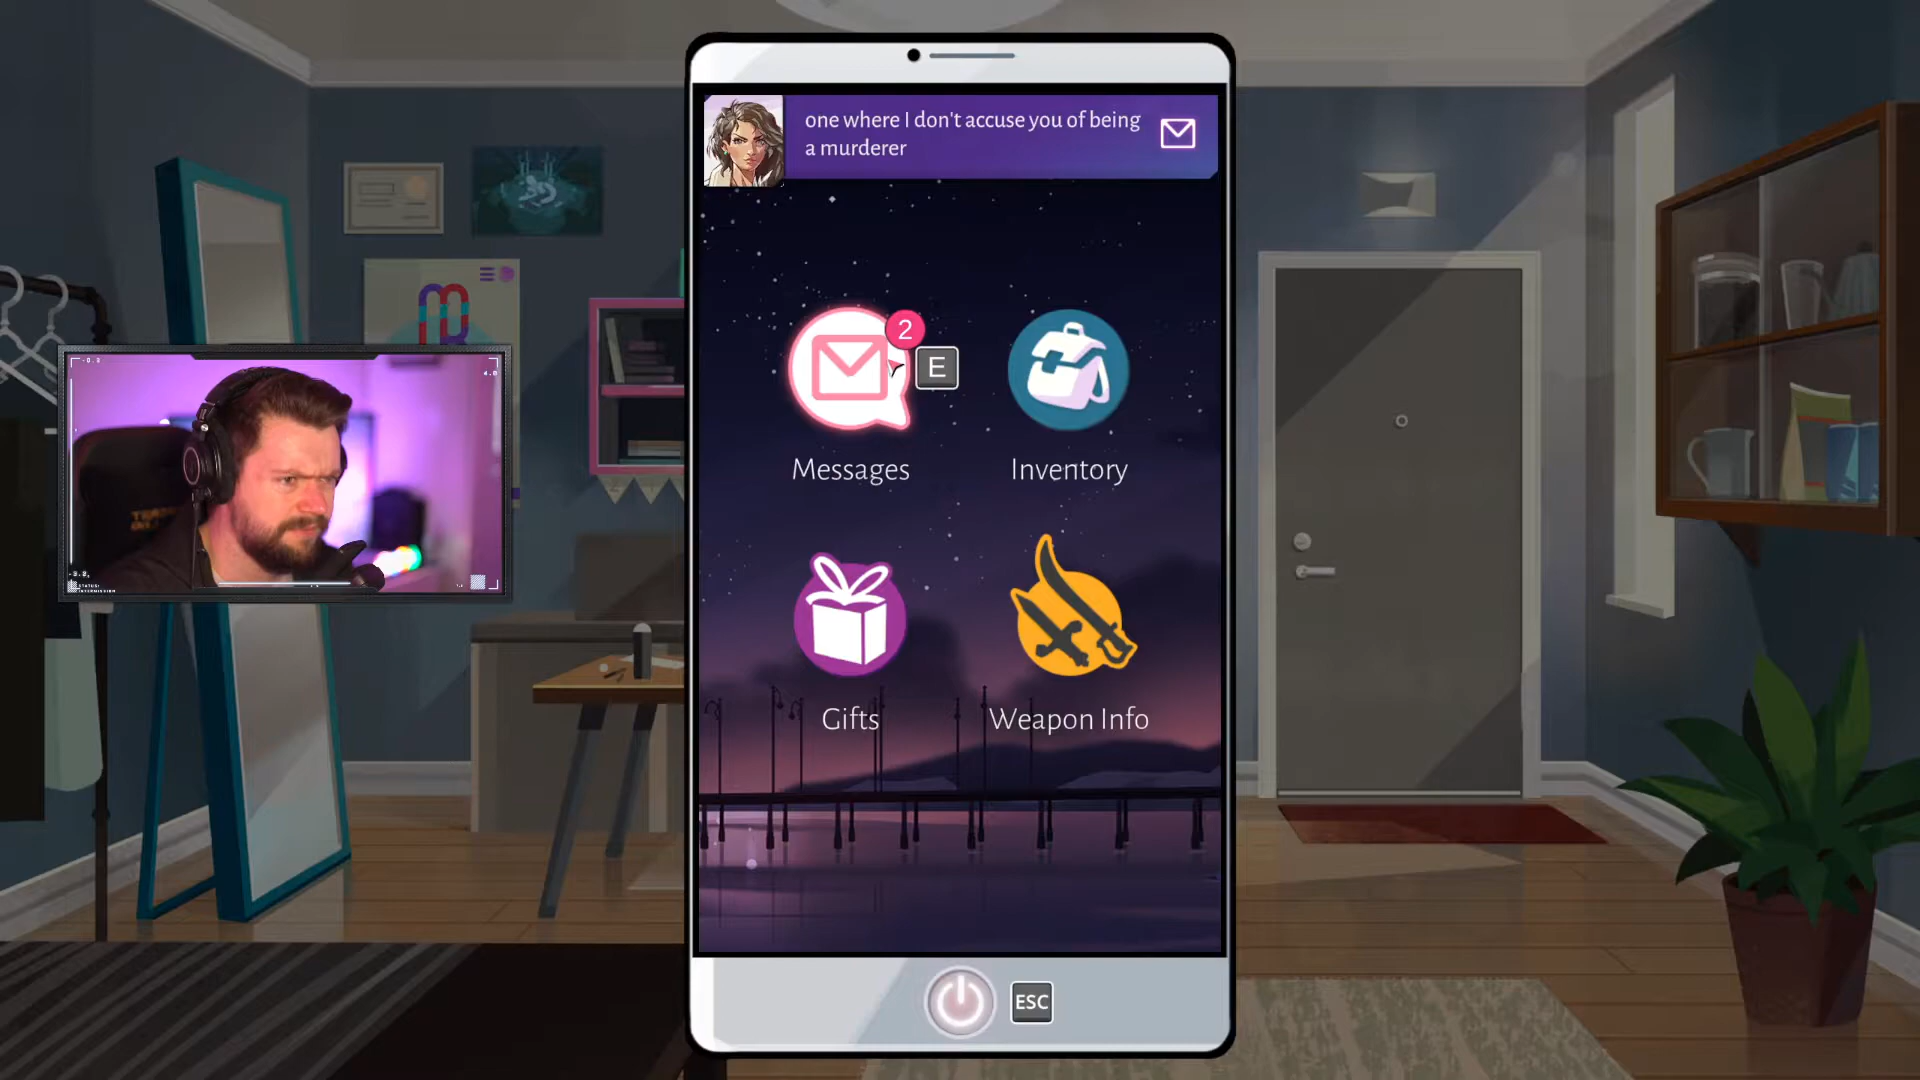 one where I don't accuse you of being
a murderer
2
E
Messages
Inventory
Gifts
Weapon Info
ESC